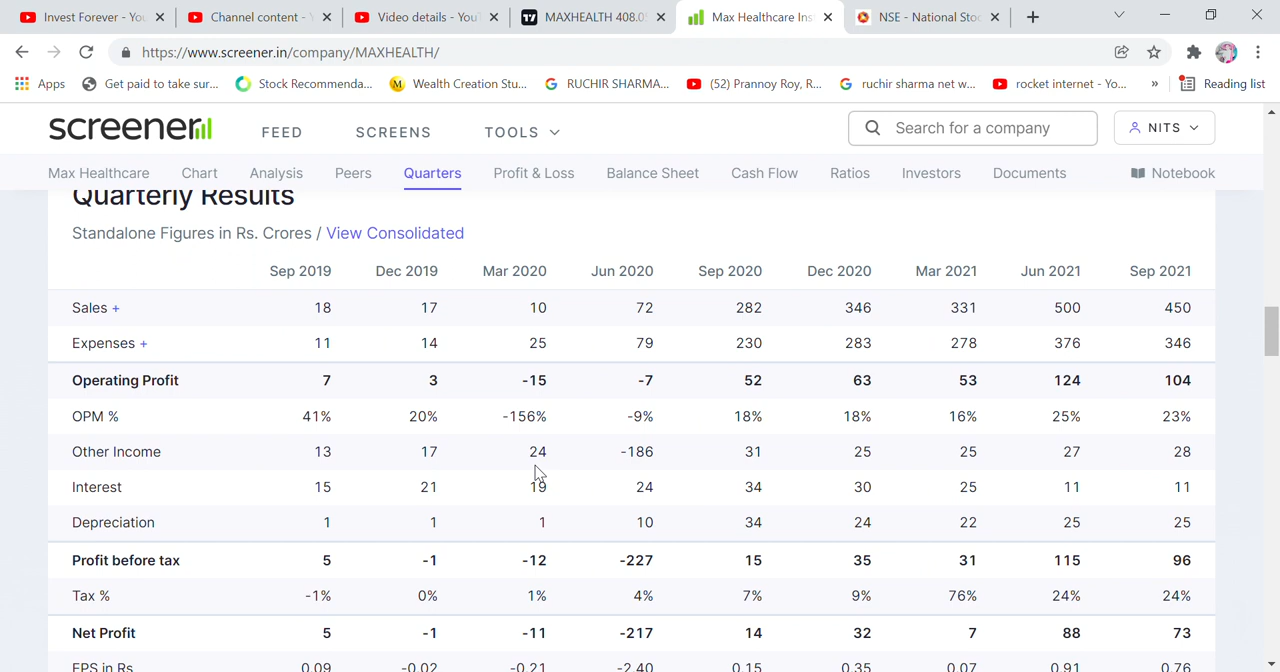 Invest Forever - You
Channel content -
Video details - YouT
MAXHEALTH 408.05
Max Healthcare Ins
NSE - National Stoc
https://www.screener.in/company/MAXHEALTH/
Apps
Get paid to take sur...
Stock Recommenda...
Wealth Creation Stu...
RUCHIR SHARMA...
(52) Prannoy Roy, R...
ruchir sharma net w...
rocket internet - Yo...
»
Reading list
screener
FEED
SCREENS
TOOLS
Search for a company
NITS
Max Healthcare Chart Analysis Peers Quarters Profit & Loss Balance Sheet Cash Flow Ratios Investors Documents Notebook
Quarterly Results
Standalone Figures in Rs. Crores / View Consolidated
Sep 2019 Dec 2019 Mar 2020 Jun 2020 Sep 2020 Dec 2020 Mar 2021 Jun 2021 Sep 2021
Sales + 18 17 10 72 282 346 331 500 450
Expenses + 11 14 25 79 230 283 278 376 346
Operating Profit 7 3 -15 -7 52 63 53 124 104
OPM % 41% 20% -156% -9% 18% 18% 16% 25% 23%
Other Income 13 17 24 -186 31 25 25 27 28
Interest 15 21 19 24 34 30 25 11 11
Depreciation 1 1 1 10 34 24 22 25 25
Profit before tax 5 -1 -12 -227 15 35 31 115 96
Tax % -1% 0% 1% 4% 7% 9% 76% 24% 24%
Net Profit 5 -1 -11 -217 14 32 7 88 73
EPS in Rs 0.09 -0.02 -0.21 -2.40 0.15 0.35 0.07 0.91 0.76